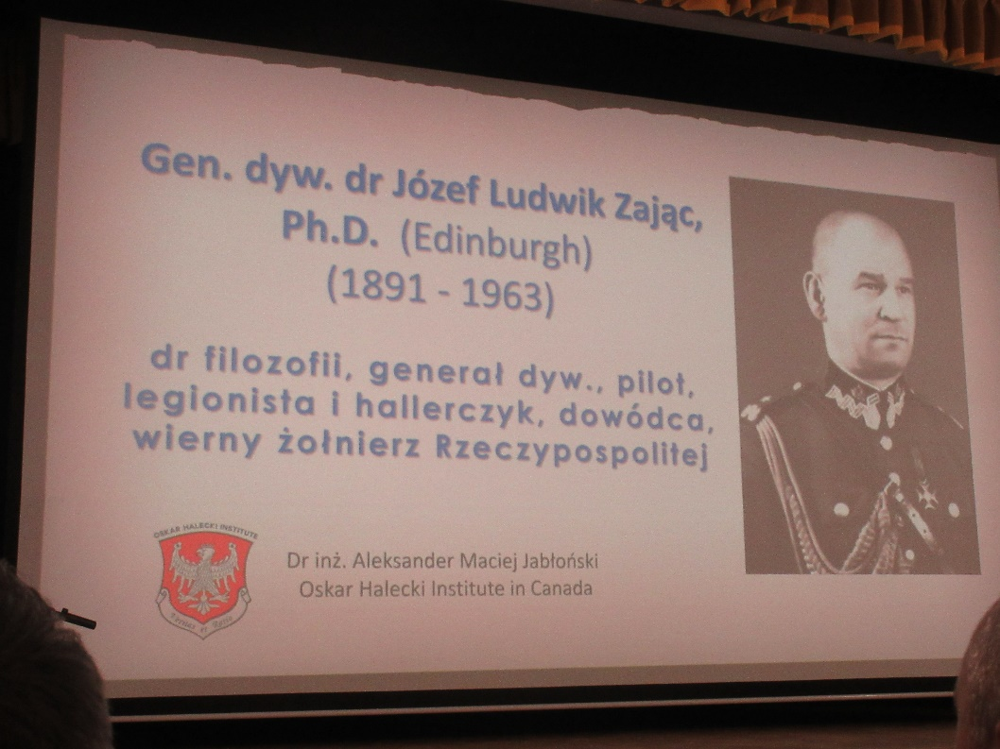 Gen. dyw. dr Józef Ludwik Zając,
Ph.D. (Edinburgh)
(1891 - 1963)
dr filozofii, generał dyw., pilot,
legionista i hallerczyk, dowódca,
wierny żołnierz Rzeczypospolitej
OSKAR HALECKI INSTITUTE
Dr inż. Aleksander Maciej Jabłoński
Oskar Halecki Institute in Canada